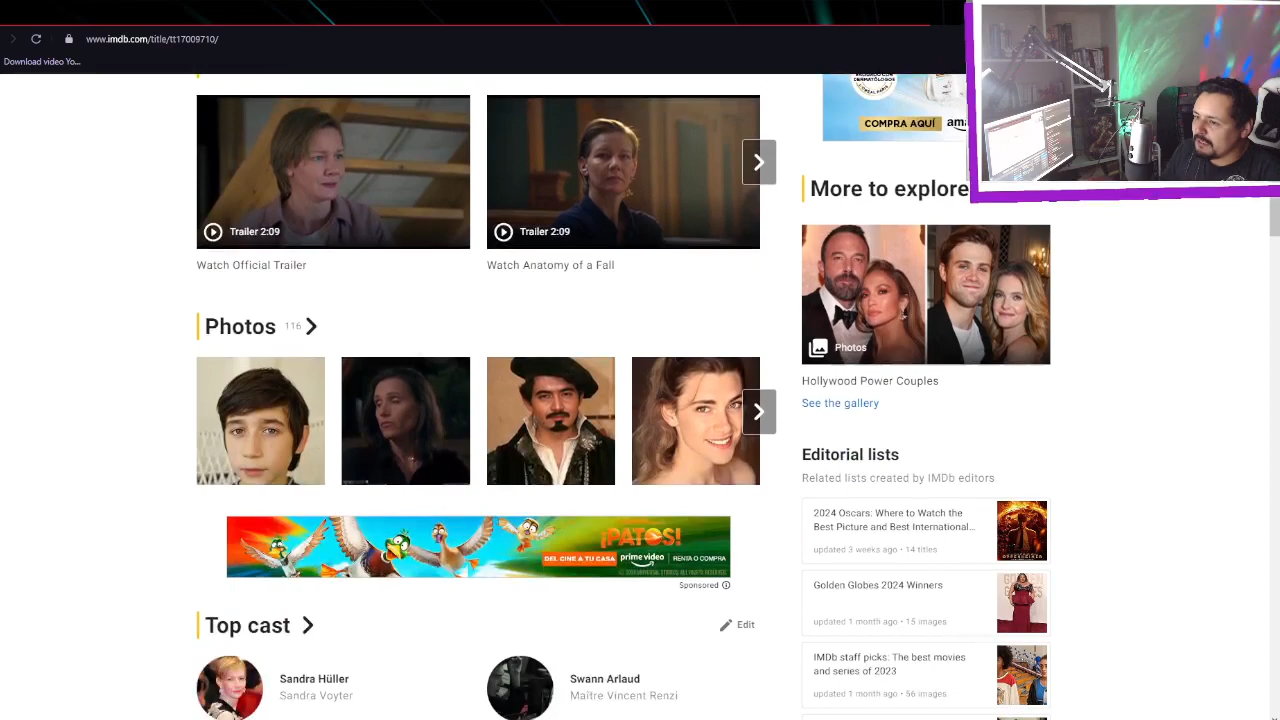 www.imdb.com/title/tt17009710/
Download video Yo...
COMPRA AQUÍ
Trailer 2:09
Trailer 2:09
Watch Official Trailer
Watch Anatomy of a Fall
More to explore
Photos
Hollywood Power Couples
See the gallery
Photos 116
¡PATOS!
DEL CINE A TU CASA
prime video
RENTA O COMPRA
Sponsored
Editorial lists
Related lists created by IMDb editors
2024 Oscars: Where to Watch the
Best Picture and Best International...
updated 3 weeks ago • 14 titles
Golden Globes 2024 Winners
updated 1 month ago • 15 images
IMDb staff picks: The best movies
and series of 2023
updated 1 month ago • 56 images
Top cast
Edit
Sandra Hüller
Sandra Voyter
Swann Arlaud
Maître Vincent Renzi